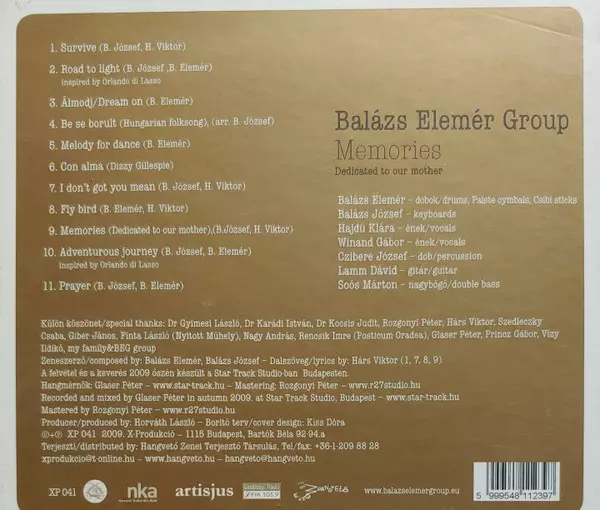 1. Survive (B. József, H. Viktor)
2. Road to light (B. József ,B. Elemér)
inspired by Orlando di Lasso
3. Álmodj/Dream on (B. Elemér)
4. Be se borult (Hungarian folksong), (arr. B. József)
5. Melody for dance (B. Elemér)
6. Con alma (Dizzy Gillespie)
7. I don't got you mean (B. József, H. Viktor)
8. Fly bird (B. Elemér, H. Viktor)
9. Memories (Dedicated to our mother),(B.József, H. Viktor)
10. Adventurous journey (B. József, B. Elemér)
inspired by Orlando di Lasso
11. Prayer (B. József, B. Elemér)
Balázs Elemér Group
Memories
Dedicated to our mother
Balázs Elemér – dobok/drums, Paiste cymbals, Csibi sticks
Balázs József – keyboards
Hajdú Klára – ének/vocals
Winand Gábor – ének/vocals
Czibere József – dob/percussion
Lamm Dávid – gitár/guitar
Soós Márton – nagybőgő/double bass
Külön köszönet/special thanks: Dr Gyimesi László, Dr Karádi István, Dr Kocsis Judit, Rozgonyi Péter, Hárs Viktor, Szedleczky
Csaba, Giber János, Finta László (Nyitott Műhely), Nagy András, Rencsik Imre (Posticum Oradea), Glaser Péter, Princz Gábor, Vizy
Ildikó, my family&BEG group
Zeneszerző/composed by: Balázs Elemér, Balázs József – Dalszöveg/lyrics by: Hárs Viktor (1, 7, 8, 9)
A felvétel és a keverés 2009 őszén készült a Star Track Studio-ban Budapesten.
Hangmérnök: Glaser Péter – www.star-track.hu – Mastering: Rozgonyi Péter – www.r27studio.hu
Recorded and mixed by Glaser Péter in autumn 2009. at Star Track Studio, Budapest – www.star-track.hu
Mastered by Rozgonyi Péter – www.r27studio.hu
Producer/produced by: Horváth László – Borító terv/cover design: Kiss Dóra
©+℗ XP 041 2009. X-Produkció – 1115 Budapest, Bartók Béla 92-94.a
Terjeszti/distributed by: Hangvető Zenei Terjesztő Társulás, Tel/fax: +36-1-209 88 28
xprodukcio@t-online.hu – www.hangveto.hu – hangveto@hangveto.hu
XP 041
nka
artisjus
FM 105.9
www.balazselemergroup.eu
5 999548 112397